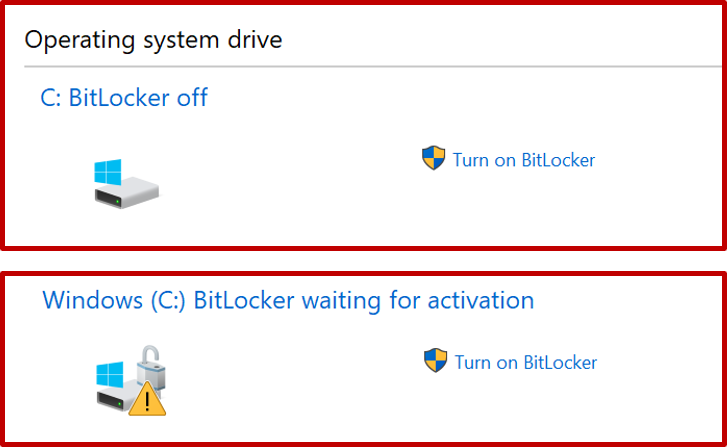 Operating system drive
C: BitLocker off
Turn on BitLocker
Windows (C:) BitLocker waiting for activation
Turn on BitLocker